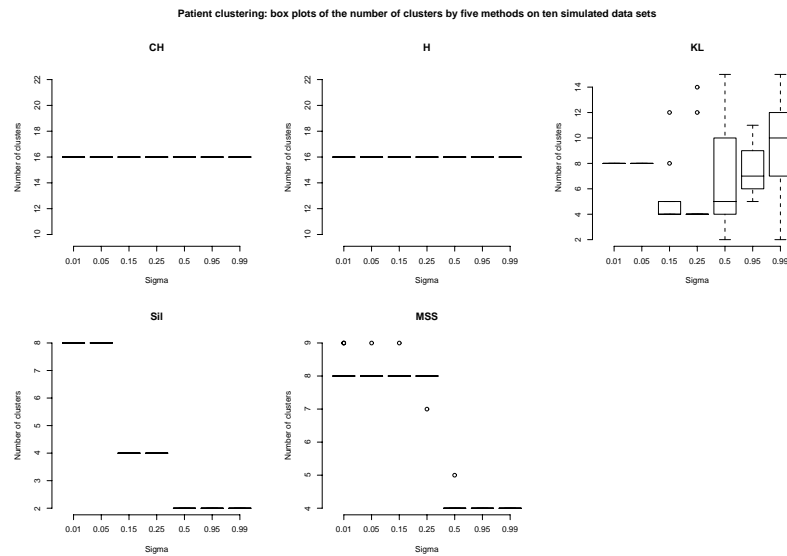 Patient clustering: box plots of the number of clusters by five methods on ten simulated data sets
CH
Number of clusters
10 12 14 16 18 20 22
0.01 0.05 0.15 0.25 0.5 0.95 0.99
Sigma
H
Number of clusters
10 12 14 16 18 20 22
0.01 0.05 0.15 0.25 0.5 0.95 0.99
Sigma
KL
Number of clusters
2 4 6 8 10 12 14
0.01 0.05 0.15 0.25 0.5 0.95 0.99
Sigma
Sil
Number of clusters
2 3 4 5 6 7 8
0.01 0.05 0.15 0.25 0.5 0.95 0.99
Sigma
MSS
Number of clusters
4 5 6 7 8 9
0.01 0.05 0.15 0.25 0.5 0.95 0.99
Sigma